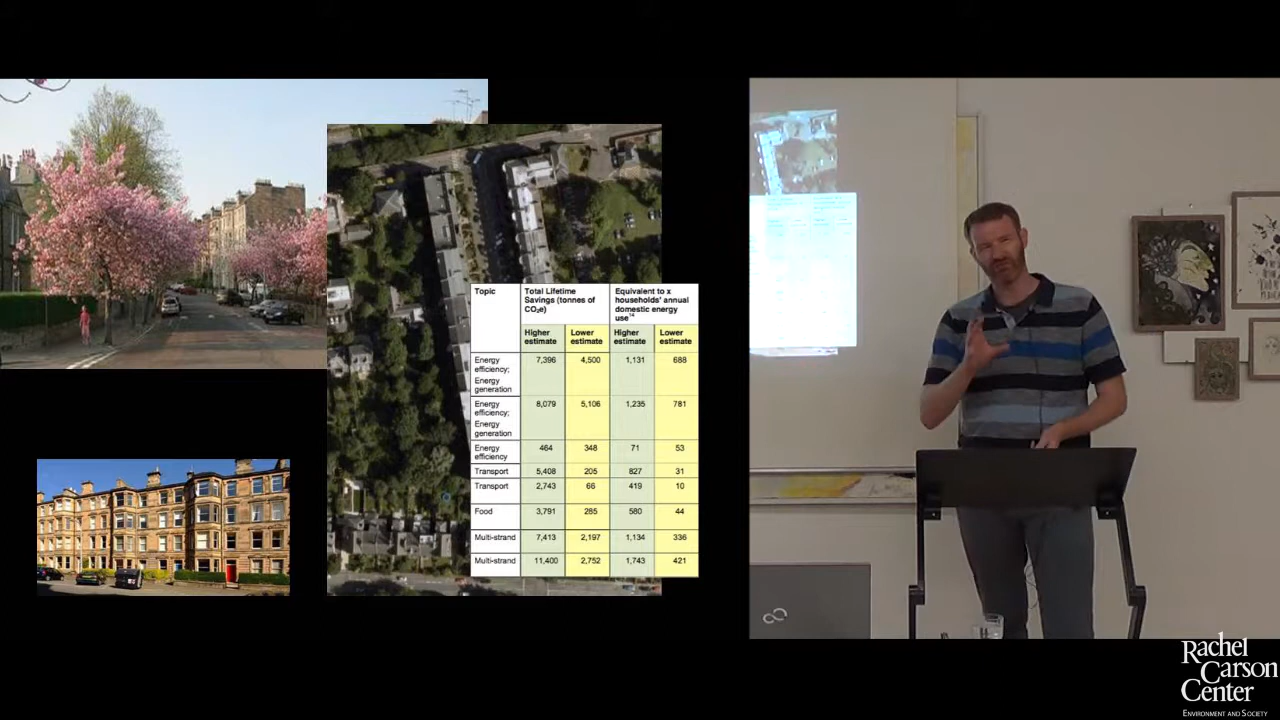 Topic
Total Lifetime
Savings (tonnes of
CO₂e)
Equivalent to x
households' annual
domestic energy
use¹⁴
Higher
estimate
Lower
estimate
Higher
estimate
Lower
estimate
Energy
efficiency;
Energy
generation
7,396
4,500
1,131
688
Energy
efficiency;
Energy
generation
8,079
5,106
1,235
781
Energy
efficiency
464
348
71
53
Transport
5,408
205
827
31
Transport
2,743
66
419
10
Food
3,791
285
580
44
Multi-strand
7,413
2,197
1,134
336
Multi-strand
11,400
2,752
1,743
421
Rachel
Carson
Center
ENVIRONMENT AND SOCIETY